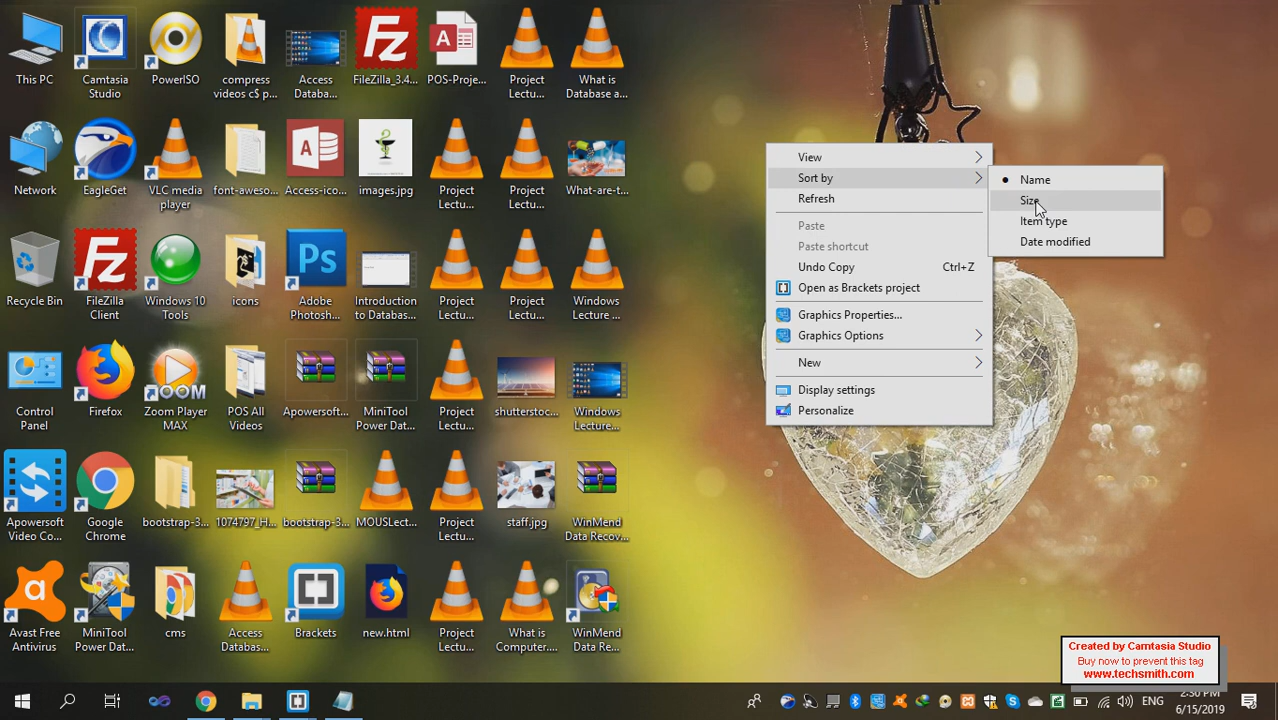 This PC
Camtasia
Studio
PowerISO
compress
videos c$ p...
Access
Databa...
FileZilla_3.4...
POS-Proje...
Project
Lectu...
What is
Database a...
Network
EagleGet
VLC media
player
font-aweso...
Access-ico...
images.jpg
Project
Lectu...
Project
Lectu...
What-are-t...
Recycle Bin
FileZilla
Client
Windows 10
Tools
icons
Adobe
Photosh...
Introduction
to Databas...
Project
Lectu...
Project
Lectu...
Windows
Lecture ...
Control
Panel
Firefox
Zoom Player
MAX
POS All
Videos
Apowersoft...
MiniTool
Power Dat...
Project
Lectu...
shutterstoc...
Windows
Lecture...
Apowersoft
Video Co...
Google
Chrome
bootstrap-3...
1074797_H...
bootstrap-3...
MOUSLect...
Project
Lectu...
staff.jpg
WinMend
Data Recov...
Avast Free
Antivirus
MiniTool
Power Dat...
cms
Access
Databas...
Brackets
new.html
Project
Lectu...
What is
Computer....
WinMend
Data Re...
View
Sort by
Refresh
Paste
Paste shortcut
Undo Copy Ctrl+Z
Open as Brackets project
Graphics Properties...
Graphics Options
New
Display settings
Personalize
Name
Size
Item type
Date modified
Created by Camtasia Studio
Buy now to prevent this tag
www.techsmith.com
ENG
2:30 PM
6/15/2019